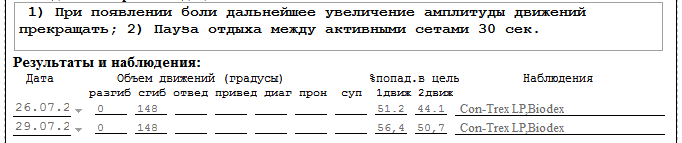 1) При появлении боли дальнейшее увеличение амплитуды движений
прекращать; 2) Пауза отдыха между активными сетами 30 сек.
Результаты и наблюдения:
Дата Объем движений (градусы) %попад.в цель Наблюдения
разгиб сгиб отвед привед диаг прон суп 1движ 2движ
26.07.2 0 148 51.2 44.1 Con-Trex LP,Biodex
29.07.2 0 148 56,4 50,7 Con-Trex LP,Biodex